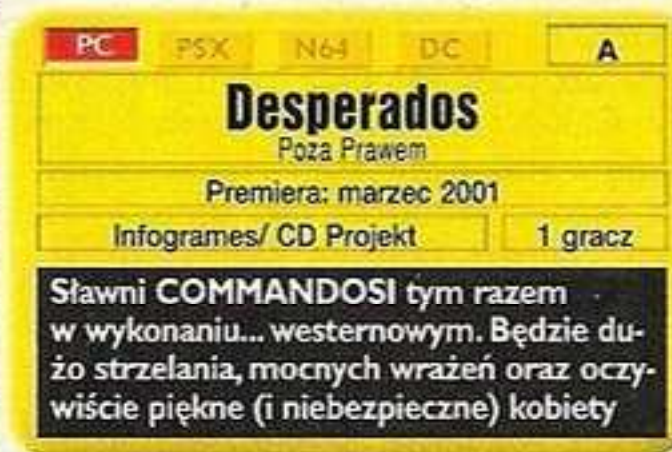 PC PSX N64 DC A
Desperados
Poza Prawem
Premiera: marzec 2001
Infogrames/ CD Projekt 1 gracz
Sławni COMMANDOSI tym razem
w wykonaniu... westernowym. Będzie du-
żo strzelania, mocnych wrażeń oraz oczy-
wiście piękne (i niebezpieczne) kobiety